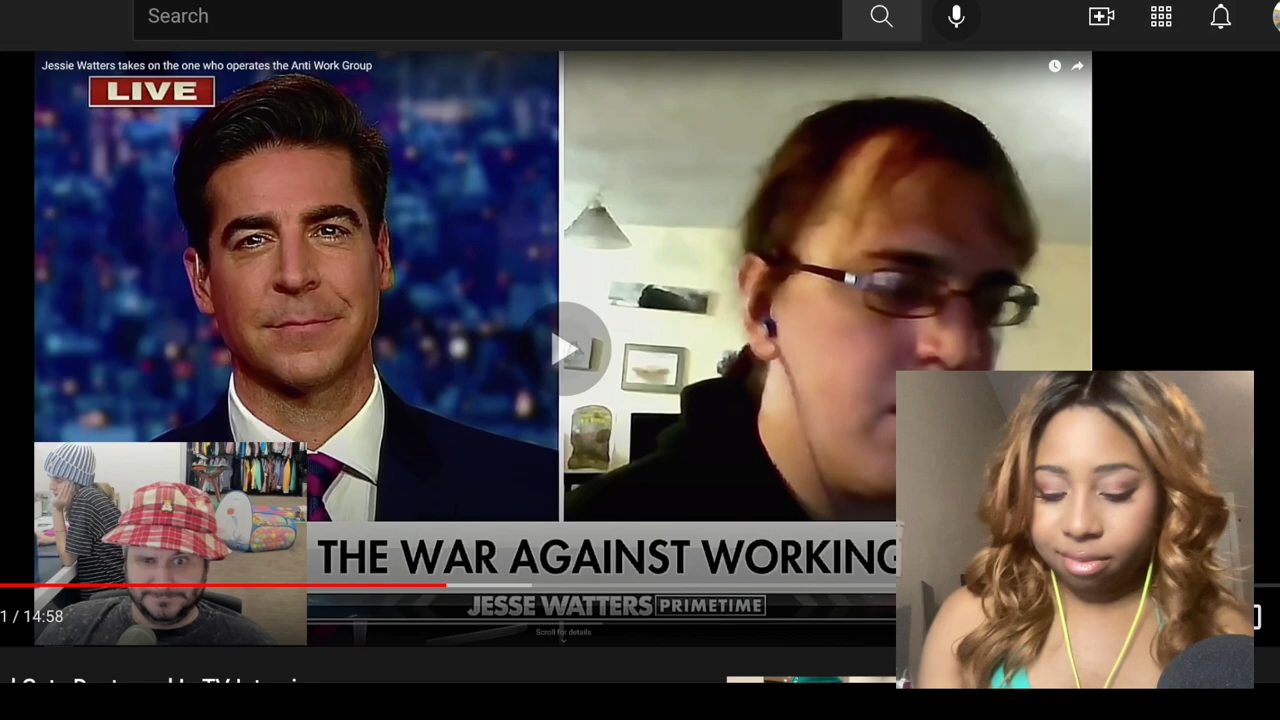 Search
Jessie Watters takes on the one who operates the Anti Work Group
LIVE
THE WAR AGAINST WORKING
JESSE WATTERS PRIMETIME
1 / 14:58
Scroll for details